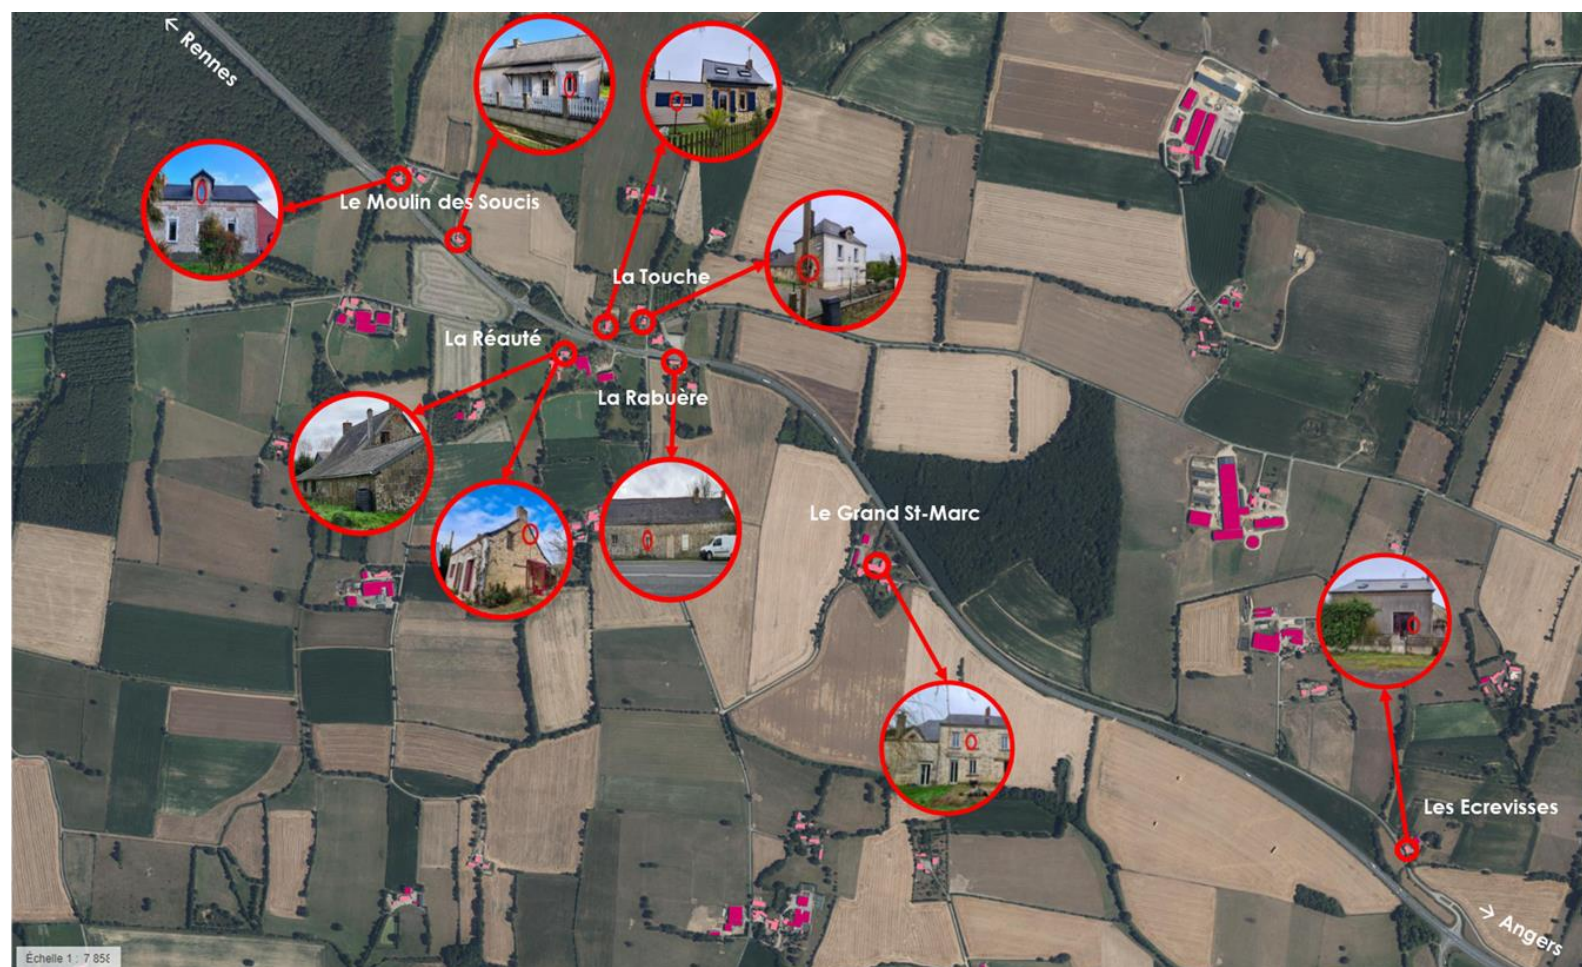 ← Rennes
Le Moulin des Soucis
La Touche
La Réauté
La Rabuère
Le Grand St-Marc
Les Ecrevisses
→ Angers
Échelle 1 : 7 858